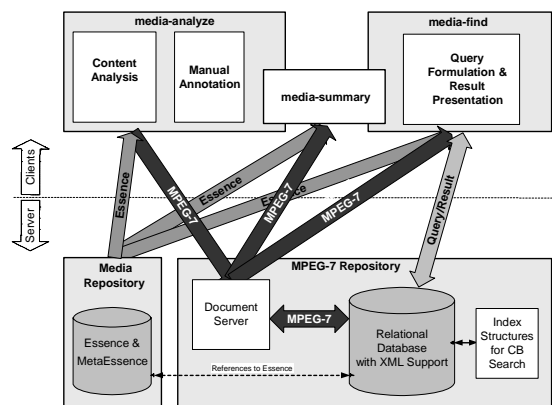 media-analyze
media-find
Content
Analysis
Manual
Annotation
media-summary
Query
Formulation &
Result
Presentation
Clients
Server
Essence
MPEG-7
Essence
MPEG-7
Essence
MPEG-7
Query/Result
Media
Repository
MPEG-7 Repository
Essence &
MetaEssence
Document
Server
MPEG-7
Relational
Database
with XML Support
Index
Structures
for CB
Search
References to Essence